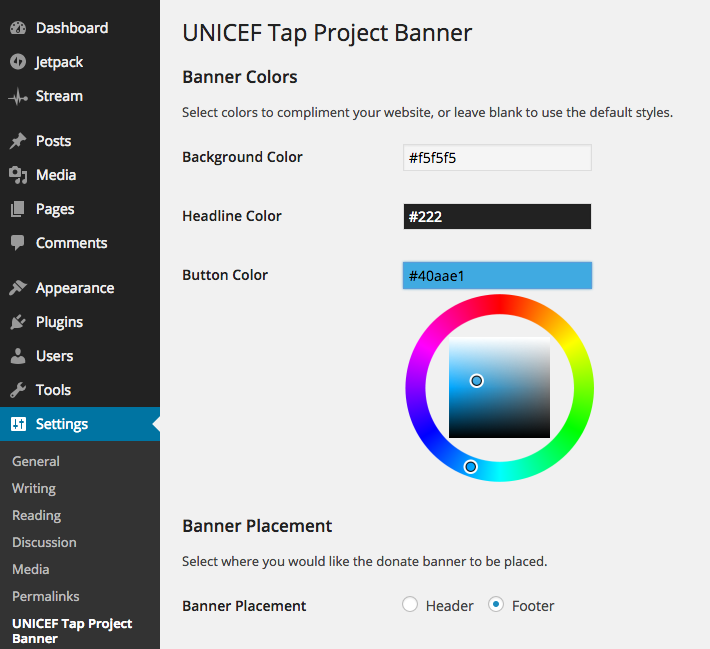 Dashboard
Jetpack
Stream
Posts
Media
Pages
Comments
Appearance
Plugins
Users
Tools
Settings
General
Writing
Reading
Discussion
Media
Permalinks
UNICEF Tap Project
Banner
UNICEF Tap Project Banner
Banner Colors
Select colors to compliment your website, or leave blank to use the default styles.
Background Color #f5f5f5
Headline Color #222
Button Color #40aae1
Banner Placement
Select where you would like the donate banner to be placed.
Banner Placement Header Footer